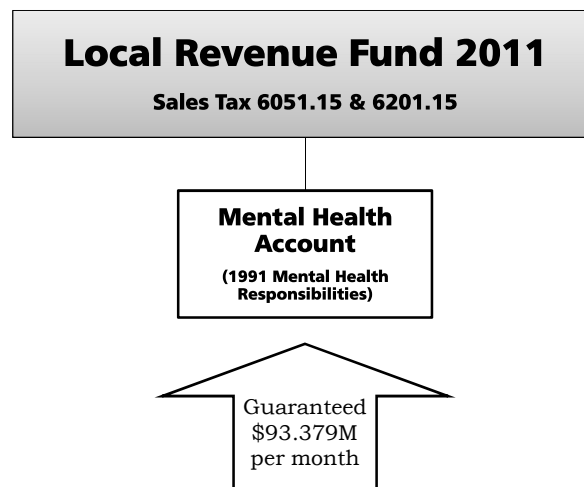 Local Revenue Fund 2011
Sales Tax 6051.15 & 6201.15
Mental Health
Account
(1991 Mental Health
Responsibilities)
Guaranteed
$93.379M
per month